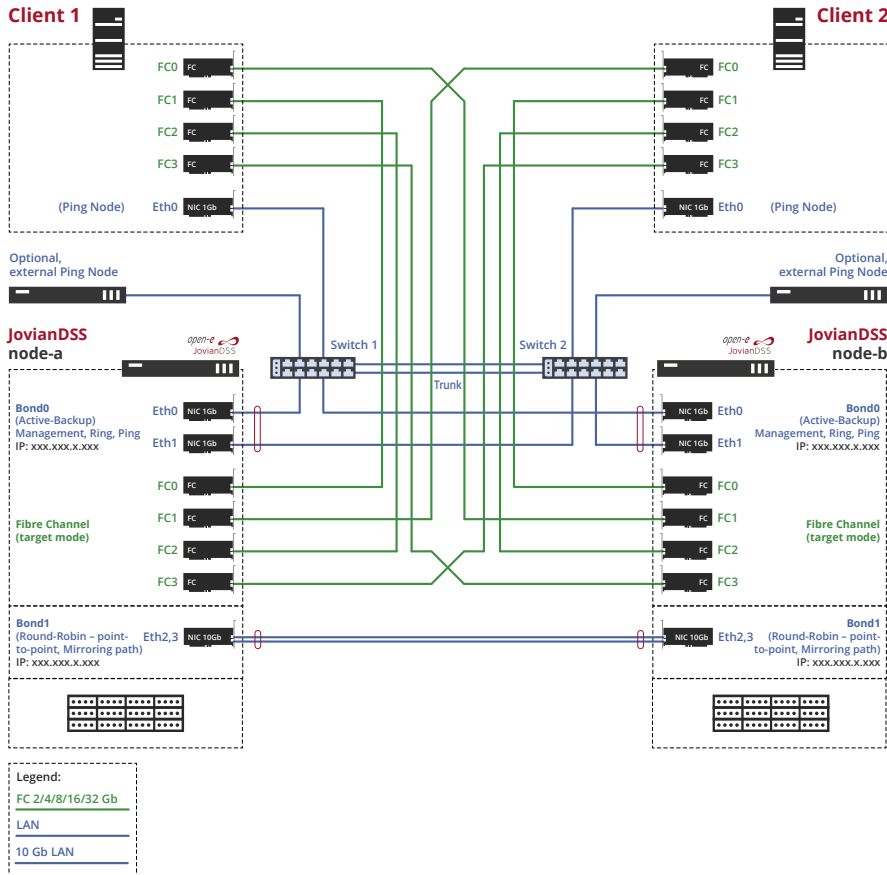 Client 1
Client 2
FC0
FC
FC
FC0
FC1
FC
FC
FC1
FC2
FC
FC
FC2
FC3
FC
FC
FC3
(Ping Node)
Eth0
NIC 1Gb
NIC 1Gb
Eth0
(Ping Node)
Optional,
external Ping Node
Optional,
external Ping Node
JovianDSS
node-a
open-e
JovianDSS
Switch 1
Switch 2
Trunk
open-e
JovianDSS
JovianDSS
node-b
Bond0
(Active-Backup)
Management, Ring, Ping
IP: xxx.xxx.x.xxx
Eth0
NIC 1Gb
Eth1
NIC 1Gb
NIC 1Gb
Eth0
NIC 1Gb
Eth1
Bond0
(Active-Backup)
Management, Ring, Ping
IP: xxx.xxx.x.xxx
Fibre Channel
(target mode)
FC0
FC
FC1
FC
FC2
FC
FC3
FC
FC
FC0
FC
FC1
FC
FC2
FC
FC3
Fibre Channel
(target mode)
Bond1
(Round-Robin – point-
to-point, Mirroring path)
IP: xxx.xxx.x.xxx
Eth2,3
NIC 10Gb
NIC 10Gb
Eth2,3
Bond1
(Round-Robin – point-
to-point, Mirroring path)
IP: xxx.xxx.x.xxx
Legend:
FC 2/4/8/16/32 Gb
LAN
10 Gb LAN